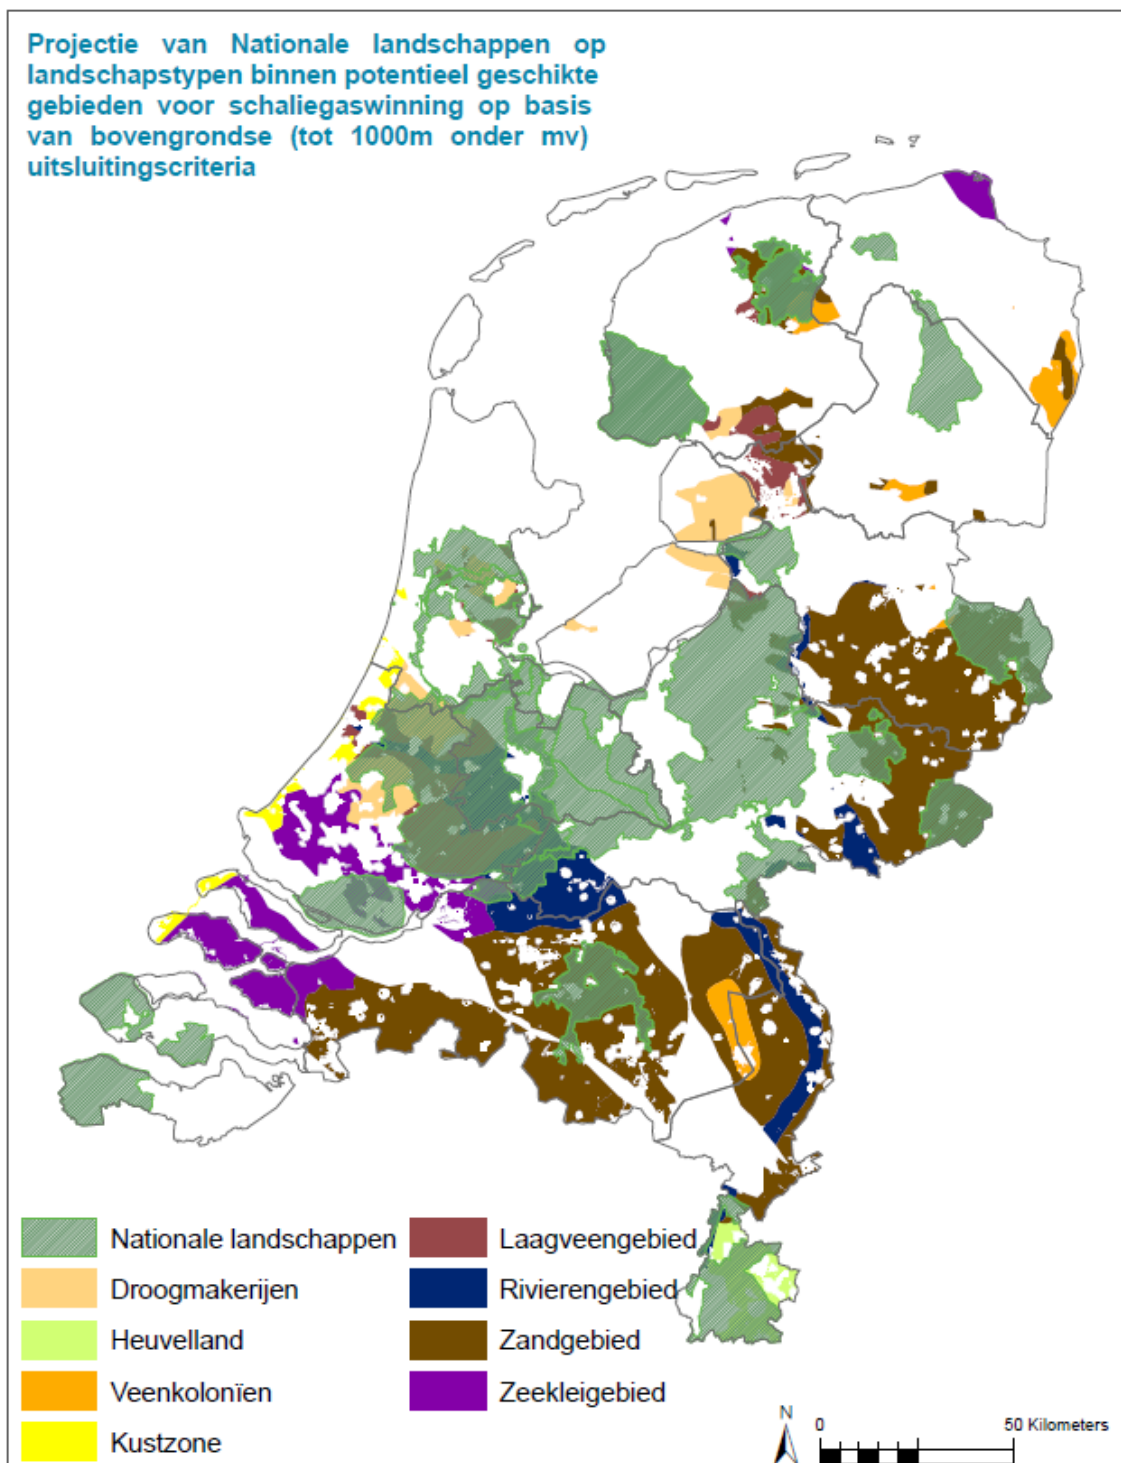 Projectie van Nationale landschappen op
landschapstypen binnen potentieel geschikte
gebieden voor schaliegaswinning op basis
van bovengrondse (tot 1000m onder mv)
uitsluitingscriteria
Nationale landschappen
Droogmakerijen
Heuvelland
Veenkolonïen
Kustzone
Laagveengebied
Rivierengebied
Zandgebied
Zeekleigebied
N
0 50 Kilometers